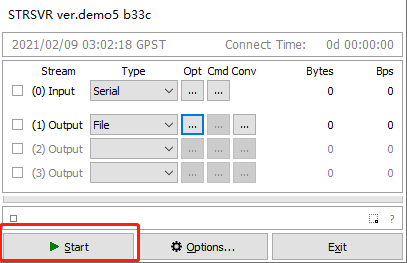 STRSVR ver.demo5 b33c
2021/02/09 03:02:18 GPST Connect Time: 0d 00:00:00
Stream Type Opt Cmd Conv Bytes Bps
(0) Input Serial ... ... 0 0
(1) Output File ... ... ... 0 0
(2) Output ... ... ... 0 0
(3) Output ... ... ... 0 0
?
Start Options... Exit